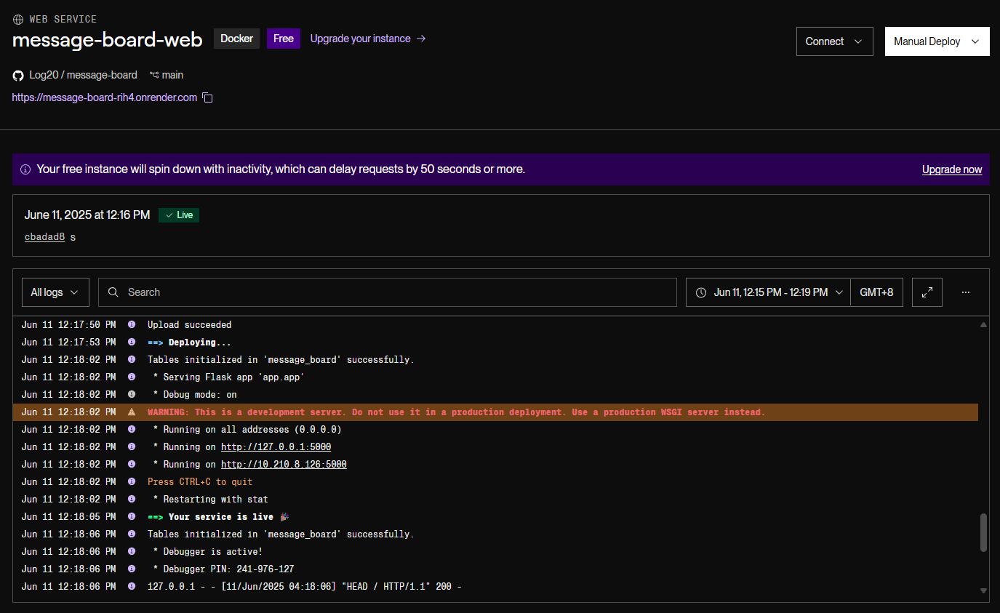 WEB SERVICE
message-board-web Docker Free Upgrade your instance →
Connect Manual Deploy
Log20 / message-board main
https://message-board-rih4.onrender.com
Your free instance will spin down with inactivity, which can delay requests by 50 seconds or more. Upgrade now
June 11, 2025 at 12:16 PM ✓ Live
cbadad8 s
All logs Search Jun 11, 12:15 PM - 12:19 PM GMT+8 ...
Jun 11 12:17:50 PM Upload succeeded
Jun 11 12:17:53 PM ==> Deploying...
Jun 11 12:18:02 PM Tables initialized in 'message_board' successfully.
Jun 11 12:18:02 PM * Serving Flask app 'app.app'
Jun 11 12:18:02 PM * Debug mode: on
Jun 11 12:18:02 PM WARNING: This is a development server. Do not use it in a production deployment. Use a production WSGI server instead.
Jun 11 12:18:02 PM * Running on all addresses (0.0.0.0)
Jun 11 12:18:02 PM * Running on http://127.0.0.1:5000
Jun 11 12:18:02 PM * Running on http://10.210.8.126:5000
Jun 11 12:18:02 PM Press CTRL+C to quit
Jun 11 12:18:02 PM * Restarting with stat
Jun 11 12:18:05 PM ==> Your service is live 🎉
Jun 11 12:18:06 PM Tables initialized in 'message_board' successfully.
Jun 11 12:18:06 PM * Debugger is active!
Jun 11 12:18:06 PM * Debugger PIN: 241-976-127
Jun 11 12:18:06 PM 127.0.0.1 - - [11/Jun/2025 04:18:06] "HEAD / HTTP/1.1" 200 -